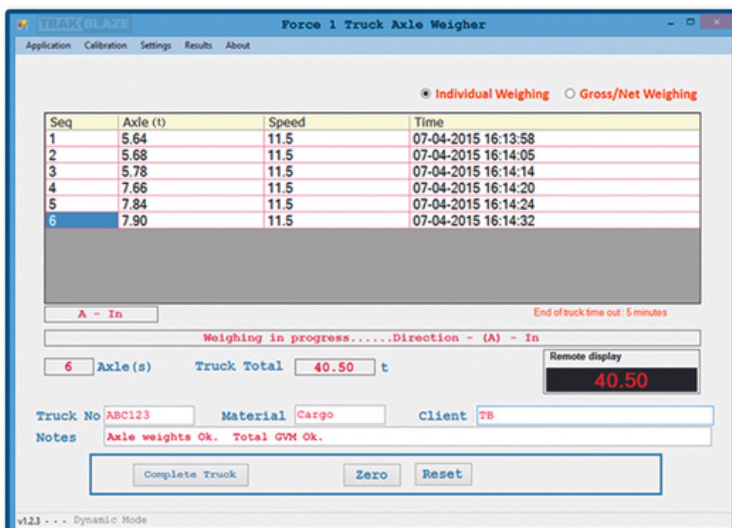 TRAKBLAZE Force 1 Truck Axle Weigher
Application Calibration Settings Results About
Individual Weighing Gross/Net Weighing
Seq Axle (t) Speed Time
1 5.64 11.5 07-04-2015 16:13:58
2 5.68 11.5 07-04-2015 16:14:05
3 5.78 11.5 07-04-2015 16:14:14
4 7.66 11.5 07-04-2015 16:14:20
5 7.84 11.5 07-04-2015 16:14:24
6 7.90 11.5 07-04-2015 16:14:32
A - In End of truck time out : 5 minutes
Weighing in progress......Direction - (A) - In
Remote display
6 Axle(s) Truck Total 40.50 t
40.50
Truck No ABC123 Material Cargo Client TB
Notes Axle weights Ok. Total GVM Ok.
Complete Truck Zero Reset
v1.2.3 - - - Dynamic Mode